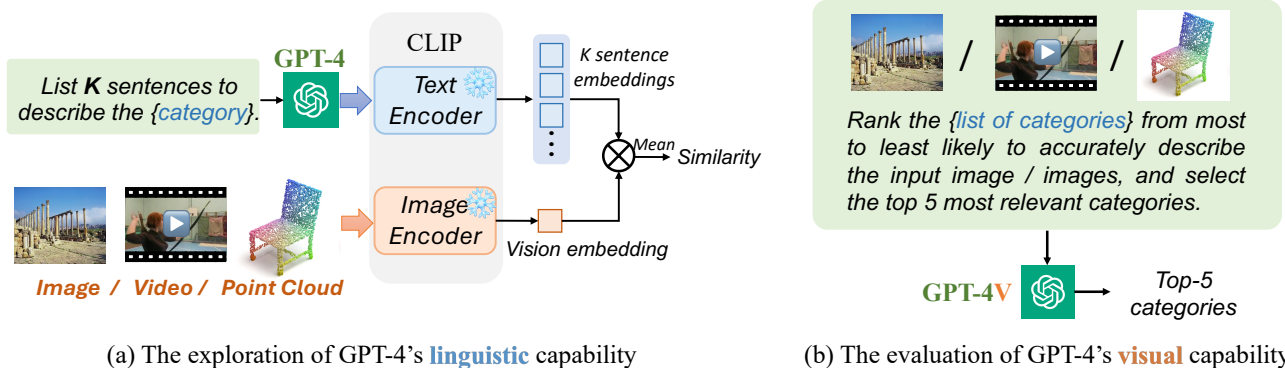 List K sentences to
describe the {category}.
GPT-4
CLIP
Text
Encoder
K sentence
embeddings
Mean
Similarity
Image
Encoder
Vision embedding
Image / Video / Point Cloud
(a) The exploration of GPT-4's linguistic capability
/ /
Rank the {list of categories} from most
to least likely to accurately describe
the input image / images, and select
the top 5 most relevant categories.
GPT-4V
Top-5
categories
(b) The evaluation of GPT-4's visual capability